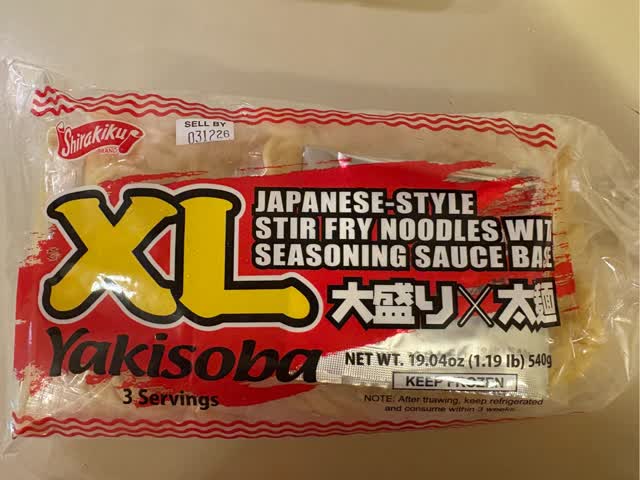 Shirakiku
BRAND
SELL BY
031226
XL
JAPANESE-STYLE
STIR FRY NOODLES WIT
SEASONING SAUCE BASE
大盛り×太麺
Yakisoba
3 Servings
NET WT. 19.04oz (1.19 lb) 540g
KEEP FROZEN
NOTE: After thawing, keep refrigerated
and consume within 3 weeks.